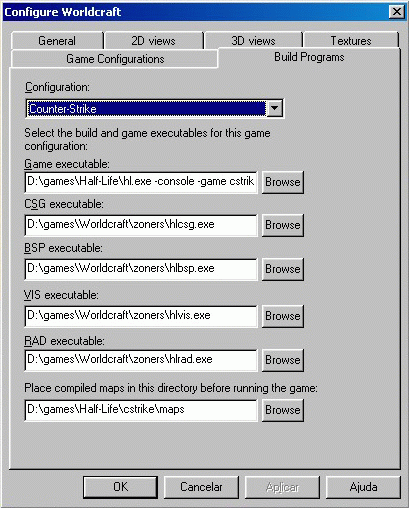 Configure Worldcraft
General 2D views 3D views Textures
Game Configurations Build Programs
Configuration:
Counter-Strike
Select the build and game executables for this game
configuration:
Game executable:
D:\games\Half-Life\hl.exe -console -game cstrik Browse
CSG executable:
D:\games\Worldcraft\zoners\hlcsg.exe Browse
BSP executable:
D:\games\Worldcraft\zoners\hlbsp.exe Browse
VIS executable:
D:\games\Worldcraft\zoners\hlvis.exe Browse
RAD executable:
D:\games\Worldcraft\zoners\hlrad.exe Browse
Place compiled maps in this directory before running the game:
D:\games\Half-Life\cstrike\maps Browse
OK Cancelar Aplicar Ajuda